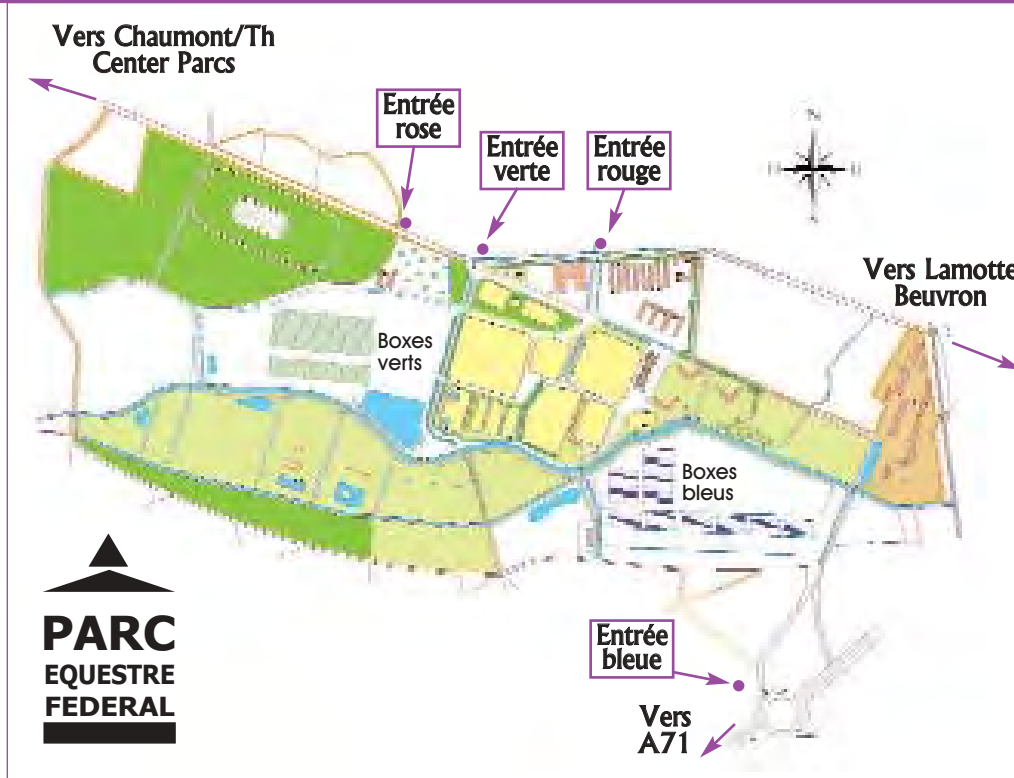 Vers Chaumont/Th
Center Parcs
Entrée
rose
Entrée
verte
Entrée
rouge
Vers Lamotte
Beuvron
Boxes
verts
Boxes
bleus
PARC
EQUESTRE
FEDERAL
Entrée
bleue
Vers
A71